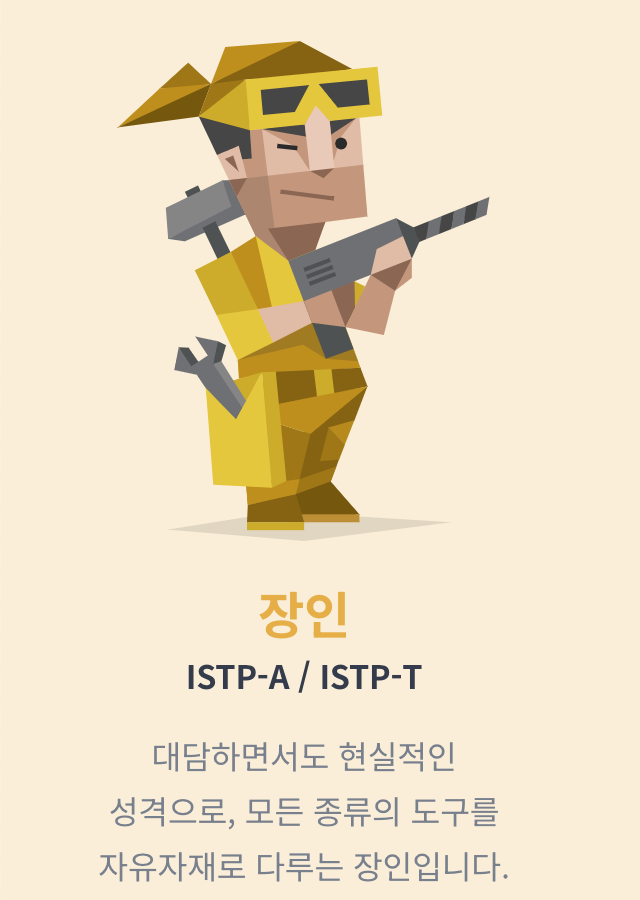 장인
ISTP-A / ISTP-T
대담하면서도 현실적인
성격으로, 모든 종류의 도구를
자유자재로 다루는 장인입니다.